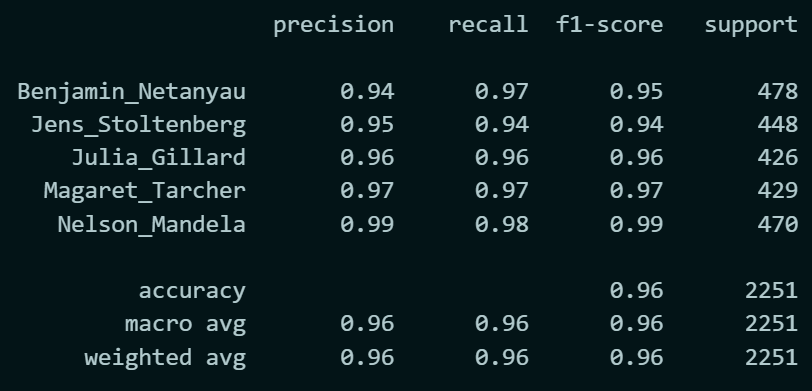 precision recall f1-score support
Benjamin_Netanyau 0.94 0.97 0.95 478
Jens_Stoltenberg 0.95 0.94 0.94 448
Julia_Gillard 0.96 0.96 0.96 426
Magaret_Tarcher 0.97 0.97 0.97 429
Nelson_Mandela 0.99 0.98 0.99 470
accuracy 0.96 2251
macro avg 0.96 0.96 0.96 2251
weighted avg 0.96 0.96 0.96 2251